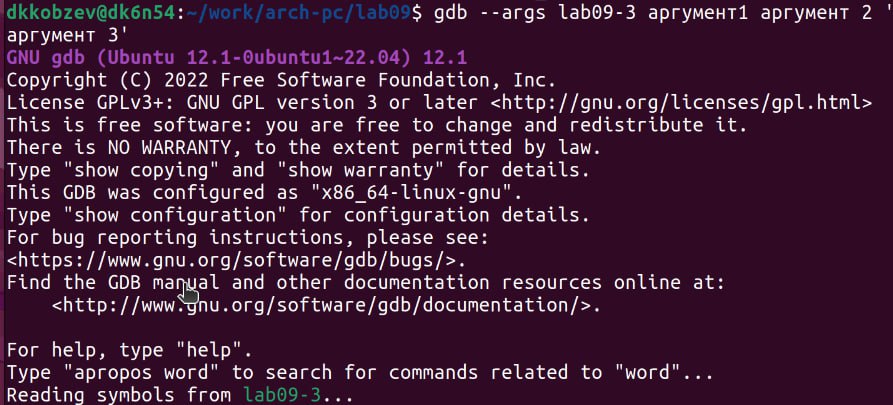 dkkobzev@dk6n54:~/work/arch-pc/lab09$ gdb --args lab09-3 аргумент1 аргумент 2 '
аргумент 3'
GNU gdb (Ubuntu 12.1-0ubuntu1~22.04) 12.1
Copyright (C) 2022 Free Software Foundation, Inc.
License GPLv3+: GNU GPL version 3 or later <http://gnu.org/licenses/gpl.html>
This is free software: you are free to change and redistribute it.
There is NO WARRANTY, to the extent permitted by law.
Type "show copying" and "show warranty" for details.
This GDB was configured as "x86_64-linux-gnu".
Type "show configuration" for configuration details.
For bug reporting instructions, please see:
<https://www.gnu.org/software/gdb/bugs/>.
Find the GDB manual and other documentation resources online at:
    <http://www.gnu.org/software/gdb/documentation/>.

For help, type "help".
Type "apropos word" to search for commands related to "word"...
Reading symbols from lab09-3...